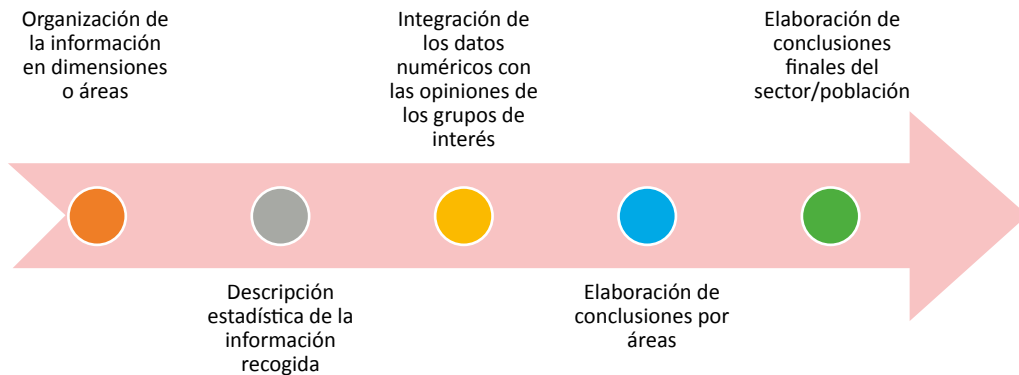 Organización de
la información
en dimensiones
o áreas
Descripción
estadística de la
información
recogida
Integración de
los datos
numéricos con
las opiniones de
los grupos de
interés
Elaboración de
conclusiones por
áreas
Elaboración de
conclusiones
finales del
sector/población